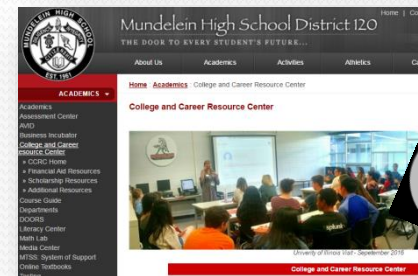 MUNDELEIN HIGH SCHOOL
EST. 1961
Home | Co
Mundelein High School District 120
THE DOOR TO EVERY STUDENT'S FUTURE...
About Us Academics Activities Athletics Ca
ACADEMICS
Academics
Assessment Center
AVID
Business Incubator
College and Career
esource Center
» CCRC Home
» Financial Aid Resources
» Scholarship Resources
» Additional Resources
Course Guide
Departments
DOORS
Literacy Center
Math Lab
Media Center
MTSS: System of Support
Online Textbooks
Home : Academics : College and Career Resource Center
College and Career Resource Center
Univerity of Illinois Visit - September 2016
College and Career Resource Center